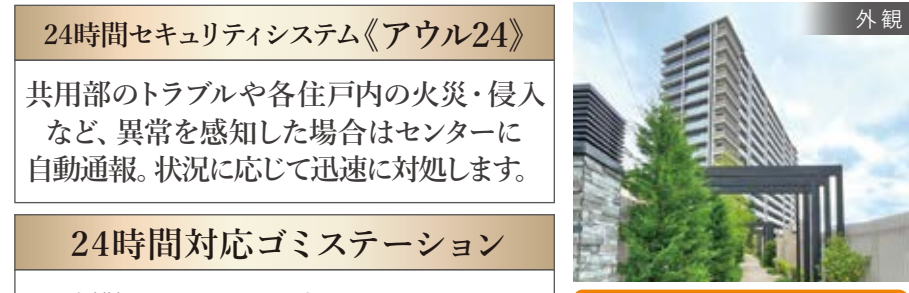 24時間セキュリティシステム《アウル24》
共用部のトラブルや各住戸内の火災・侵入
など、異常を感知した場合はセンターに
自動通報。状況に応じて迅速に対処します。
24時間対応ゴミステーション
外観